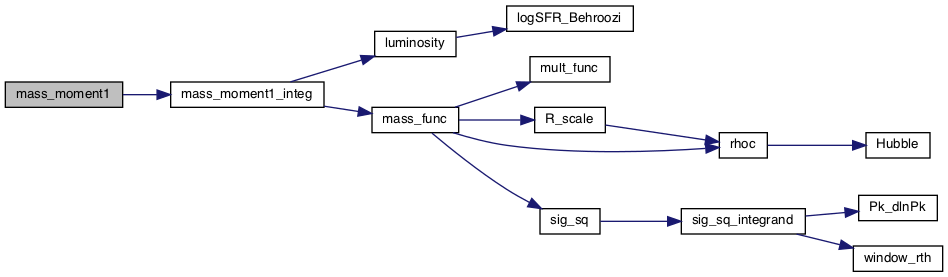 logSFR_Behroozi
luminosity
mult_func
mass_moment1
mass_moment1_integ
mass_func
R_scale
rhoc
Hubble
Pk_dlnPk
sig_sq
sig_sq_integrand
window_rth